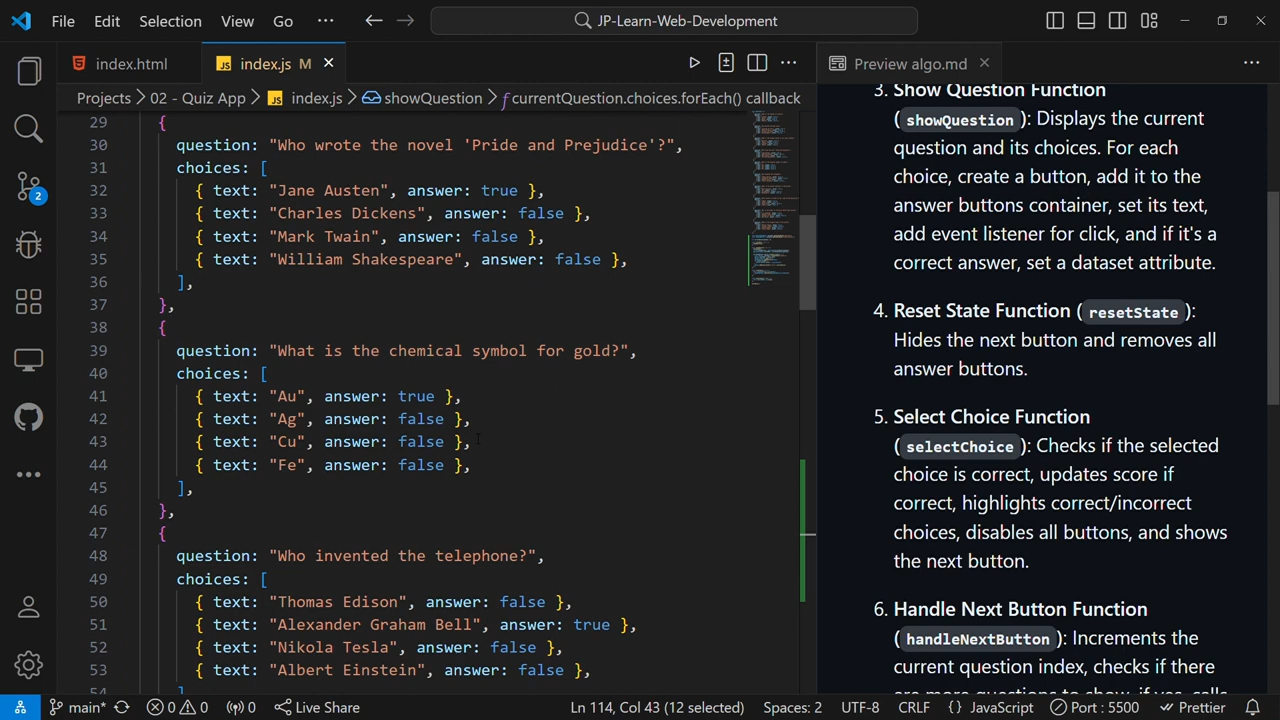 File Edit Selection View Go ··· JP-Learn-Web-Development
index.html index.js M Preview algo.md
Projects > 02 - Quiz App > index.js > showQuestion > currentQuestion.choices.forEach() callback
29 {
30 question: "Who wrote the novel 'Pride and Prejudice'?",
31 choices: [
32 { text: "Jane Austen", answer: true },
33 { text: "Charles Dickens", answer: false },
34 { text: "Mark Twain", answer: false },
35 { text: "William Shakespeare", answer: false },
36 ],
37 },
38 {
39 question: "What is the chemical symbol for gold?",
40 choices: [
41 { text: "Au", answer: true },
42 { text: "Ag", answer: false },
43 { text: "Cu", answer: false },
44 { text: "Fe", answer: false },
45 ],
46 },
47 {
48 question: "Who invented the telephone?",
49 choices: [
50 { text: "Thomas Edison", answer: false },
51 { text: "Alexander Graham Bell", answer: true },
52 { text: "Nikola Tesla", answer: false },
53 { text: "Albert Einstein", answer: false },
54 ]
3. Show Question Function
(showQuestion): Displays the current
question and its choices. For each
choice, create a button, add it to the
answer buttons container, set its text,
add event listener for click, and if it's a
correct answer, set a dataset attribute.
4. Reset State Function (resetState):
Hides the next button and removes all
answer buttons.
5. Select Choice Function
(selectChoice): Checks if the selected
choice is correct, updates score if
correct, highlights correct/incorrect
choices, disables all buttons, and shows
the next button.
6. Handle Next Button Function
(handleNextButton): Increments the
current question index, checks if there
are more questions to show, if yes, calls
2
main* 0 0 0 Live Share Ln 114, Col 43 (12 selected) Spaces: 2 UTF-8 CRLF {} JavaScript Port : 5500 Prettier